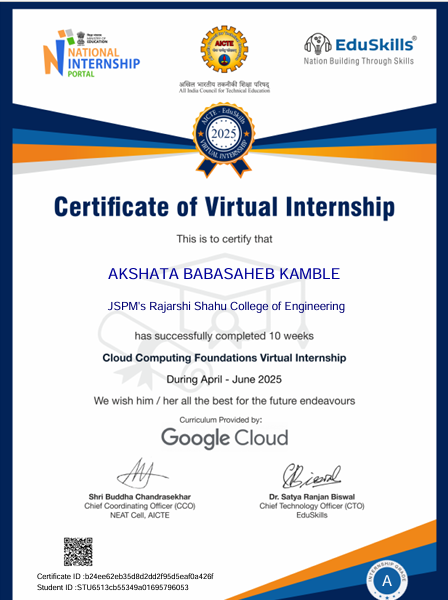 NATIONAL
INTERNSHIP
PORTAL
AICTE
अखिल भारतीय तकनीकी शिक्षा परिषद्
All India Council for Technical Education
EduSkills®
Nation Building Through Skills
AICTE - EduSkills
2025
VIRTUAL INTERNSHIP
Certificate of Virtual Internship
This is to certify that
AKSHATA BABASAHEB KAMBLE
JSPM's Rajarshi Shahu College of Engineering
has successfully completed 10 weeks
Cloud Computing Foundations Virtual Internship
During April - June 2025
We wish him / her all the best for the future endeavours
Curriculum Provided by:
Google Cloud
Shri Buddha Chandrasekhar
Chief Coordinating Officer (CCO)
NEAT Cell, AICTE
Dr. Satya Ranjan Biswal
Chief Technology Officer (CTO)
EduSkills
Certificate ID :b24ee62eb35d8d2dd2f95d5eaf0a426f
Student ID :STU6513cb55349a01695796053
INTERNSHIP GRADE
A